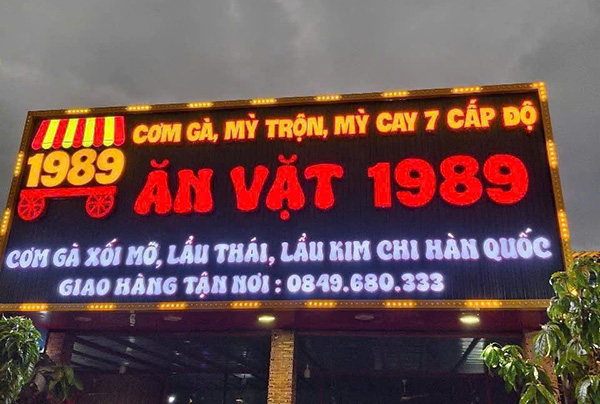 1989
CƠM GÀ, MỲ TRỘN, MỲ CAY 7 CẤP ĐỘ
ĂN VẶT 1989
CƠM GÀ XỐI MỠ, LẨU THÁI, LẨU KIM CHI HÀN QUỐC
GIAO HÀNG TẬN NƠI : 0849.680.333